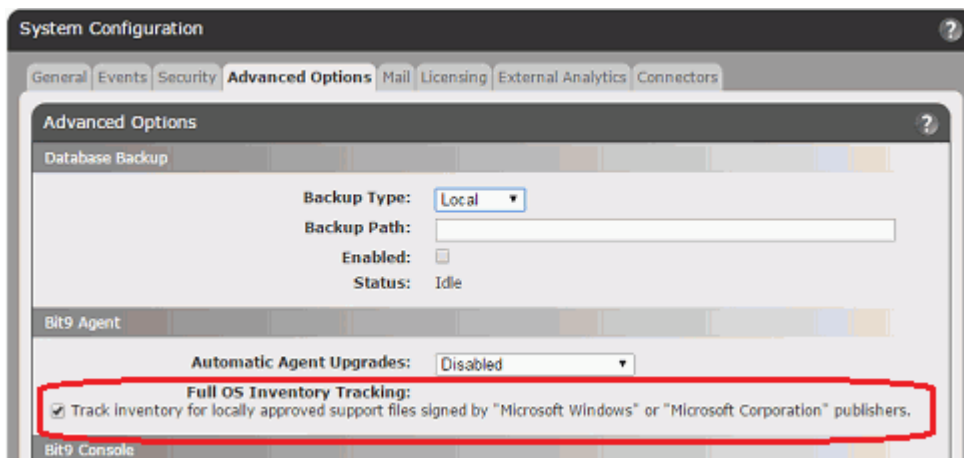 System Configuration
?
General Events Security Advanced Options Mail Licensing External Analytics Connectors
Advanced Options
?
Database Backup
Backup Type: Local
Backup Path:
Enabled:
Status: Idle
Bit9 Agent
Automatic Agent Upgrades: Disabled
Full OS Inventory Tracking:
Track inventory for locally approved support files signed by "Microsoft Windows" or "Microsoft Corporation" publishers.
Bit9 Console